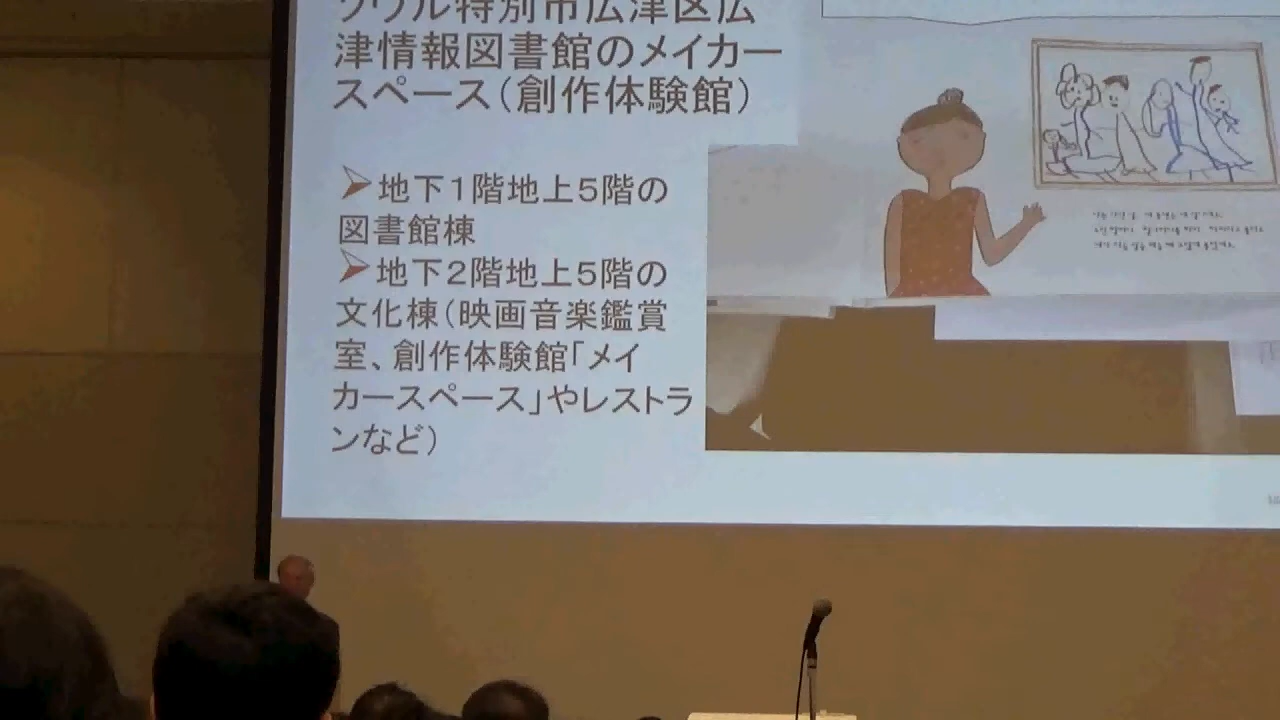 ソウル特別市広津区広
津情報図書館のメイカー
スペース（創作体験館）
➢地下１階地上５階の
図書館棟
➢地下２階地上５階の
文化棟（映画音楽鑑賞
室、創作体験館「メイ
カースペース」やレストラ
ンなど）